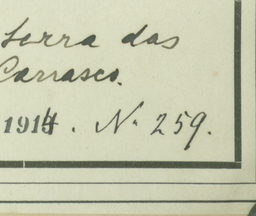 Serra das
Carrasco.
1914. N. 259.